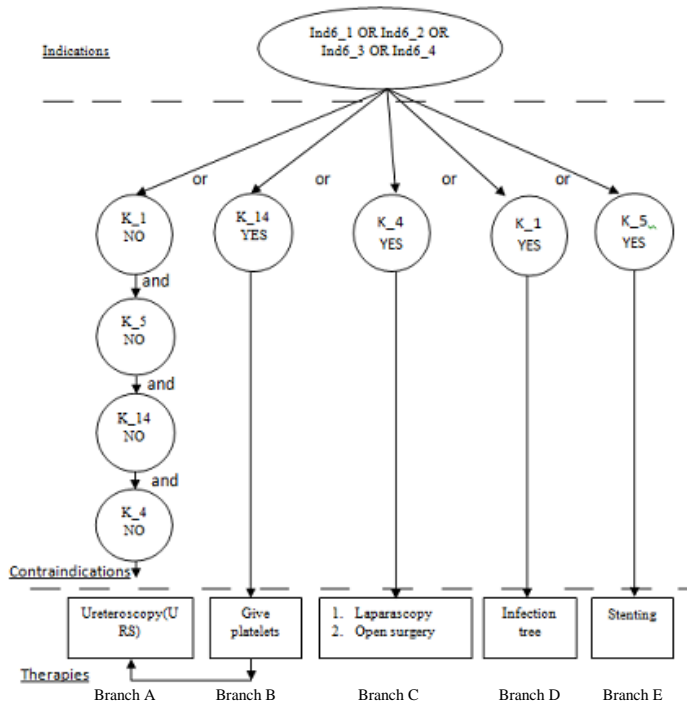 Ind6_1 OR Ind6_2 OR
Ind6_3 OR Ind6_4
Indications
or
or
or
or
K_1
NO
K_14
YES
K_4
YES
K_1
YES
K_5
YES
and
K_5
NO
and
K_14
NO
and
K_4
NO
Contraindications
Ureteroscopy(U
RS)
Give
platelets
1. Laparascopy
2. Open surgery
Infection
tree
Stenting
Therapies
Branch A
Branch B
Branch C
Branch D
Branch E